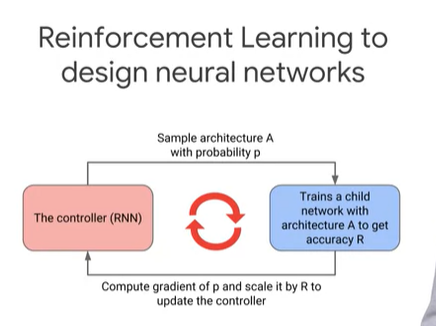 Reinforcement Learning to
design neural networks
Sample architecture A
with probability p
The controller (RNN)
Trains a child
network with
architecture A to get
accuracy R
Compute gradient of p and scale it by R to
update the controller